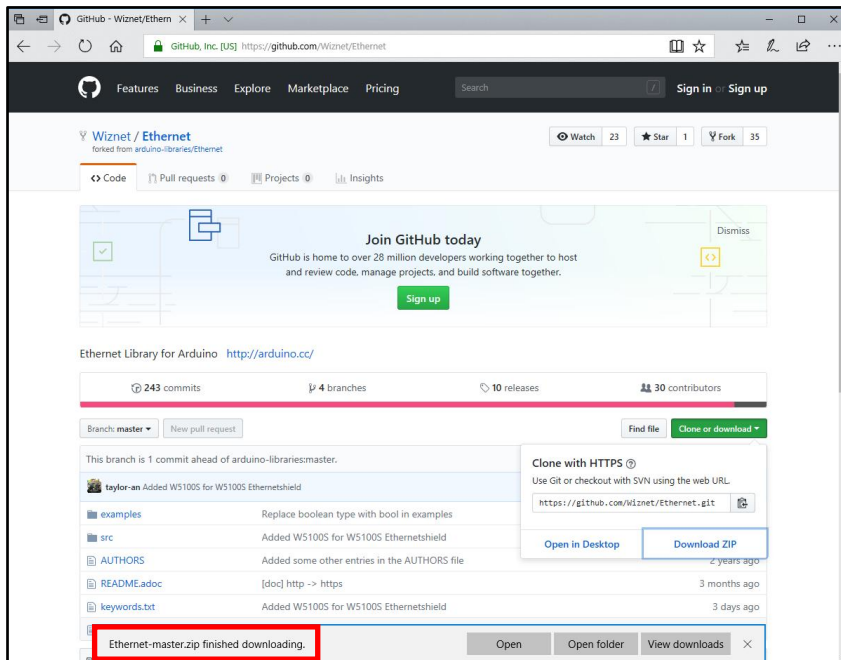 GitHub - Wiznet/Ethern
GitHub, Inc. [US] https://github.com/Wiznet/Ethernet
Features Business Explore Marketplace Pricing Search / Sign in or Sign up
Wiznet / Ethernet
forked from arduino-libraries/Ethernet
Watch 23 Star 1 Fork 35
Code Pull requests 0 Projects 0 Insights
Join GitHub today
Dismiss
GitHub is home to over 28 million developers working together to host
and review code, manage projects, and build software together.
Sign up
Ethernet Library for Arduino http://arduino.cc/
243 commits 4 branches 10 releases 30 contributors
Branch: master New pull request Find file Clone or download
This branch is 1 commit ahead of arduino-libraries:master.
taylor-an Added W5100S for W5100S Ethernetshield
Clone with HTTPS
Use Git or checkout with SVN using the web URL.
https://github.com/Wiznet/Ethernet.git
Open in Desktop Download ZIP
examples Replace boolean type with bool in examples
src Added W5100S for W5100S Ethernetshield
AUTHORS Added some other entries in the AUTHORS file 2 years ago
README.adoc [doc] http -> https 3 months ago
keywords.txt Added W5100S for W5100S Ethernetshield 3 days ago
Ethernet-master.zip finished downloading. Open Open folder View downloads